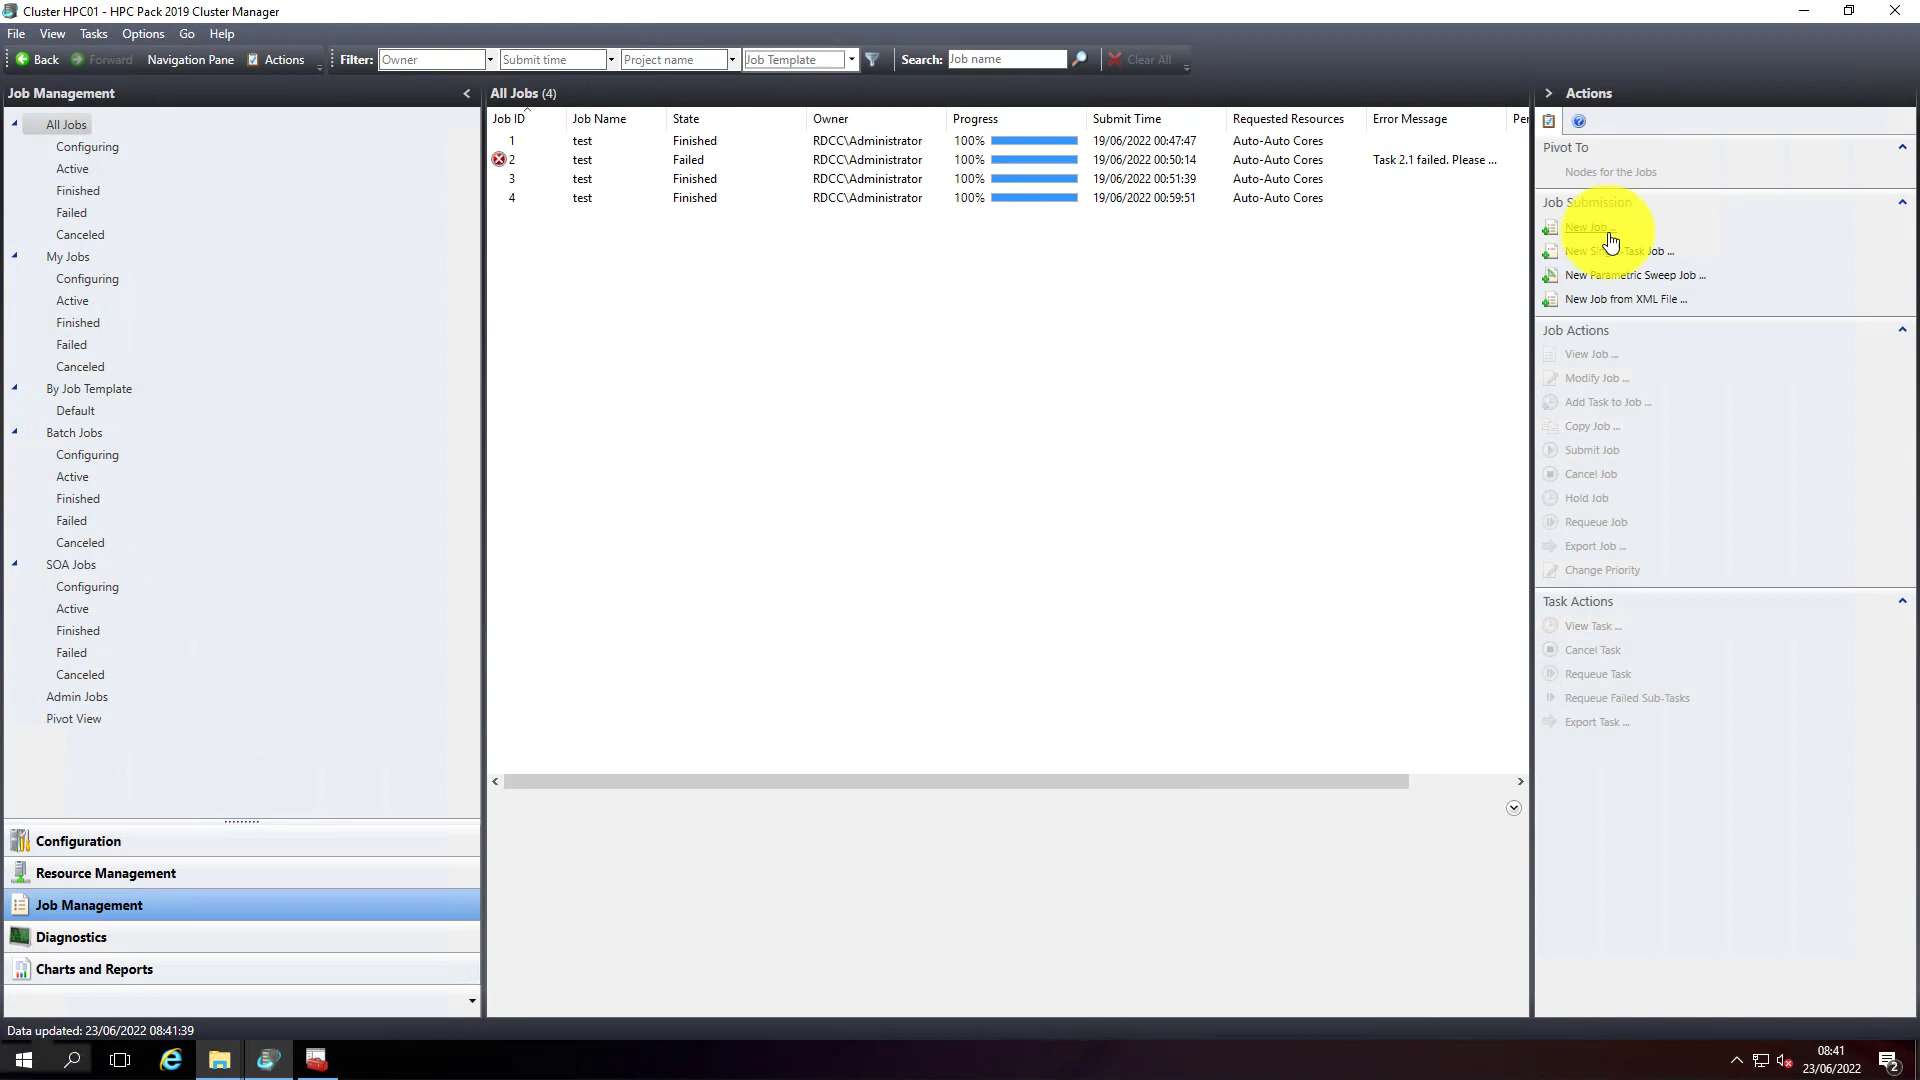 Cluster HPC01 - HPC Pack 2019 Cluster Manager
File View Tasks Options Go Help
Back Forward Navigation Pane Actions Filter: Owner Submit time Project name Job Template Search: Job name Clear All
Job Management
All Jobs
Configuring
Active
Finished
Failed
Canceled
My Jobs
Configuring
Active
Finished
Failed
Canceled
By Job Template
Default
Batch Jobs
Configuring
Active
Finished
Failed
Canceled
SOA Jobs
Configuring
Active
Finished
Failed
Canceled
Admin Jobs
Pivot View
Configuration
Resource Management
Job Management
Diagnostics
Charts and Reports
All Jobs (4)
Job ID Job Name State Owner Progress Submit Time Requested Resources Error Message Per
1 test Finished RDCC\Administrator 100% 19/06/2022 00:47:47 Auto-Auto Cores
2 test Failed RDCC\Administrator 100% 19/06/2022 00:50:14 Auto-Auto Cores Task 2.1 failed. Please ...
3 test Finished RDCC\Administrator 100% 19/06/2022 00:51:39 Auto-Auto Cores
4 test Finished RDCC\Administrator 100% 19/06/2022 00:59:51 Auto-Auto Cores
Actions
Pivot To
Nodes for the Jobs
Job Submission
New Job ...
New Single-Task Job ...
New Parametric Sweep Job ...
New Job from XML File ...
Job Actions
View Job ...
Modify Job ...
Add Task to Job ...
Copy Job ...
Submit Job
Cancel Job
Hold Job
Requeue Job
Export Job ...
Change Priority
Task Actions
View Task ...
Cancel Task
Requeue Task
Requeue Failed Sub-Tasks
Export Task ...
Data updated: 23/06/2022 08:41:39
08:41
23/06/2022
2